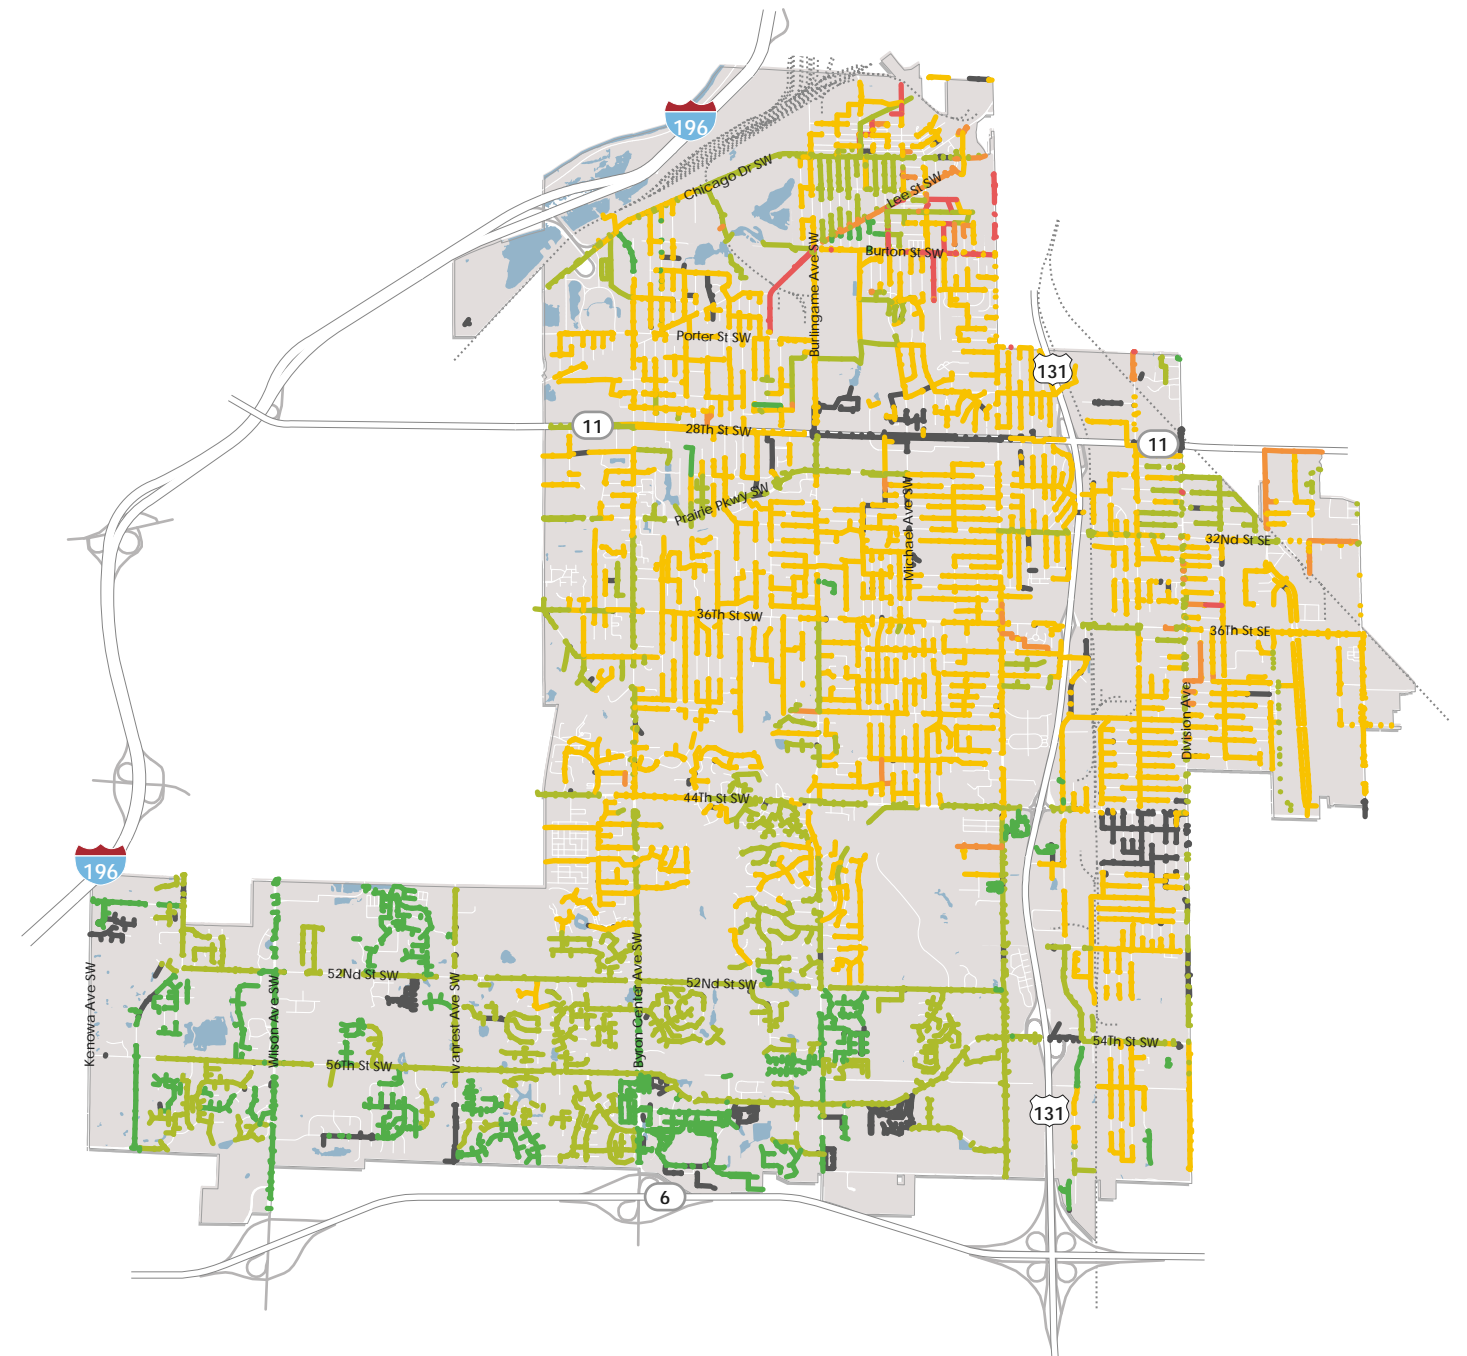 196
Chicago Dr SW
Lee St SW
Burton St SW
Burlingame Ave SW
Porter St SW
131
11
28Th St SW
11
Prairie Pkwy SW
Michael Ave SW
32Nd St SE
36Th St SW
36Th St SE
Division Ave
44Th St SW
196
52Nd St SW
52Nd St SW
Kenowa Ave SW
Wilson Ave SW
Ivanrest Ave SW
Byron Center Ave SW
54Th St SW
56Th St SW
131
6